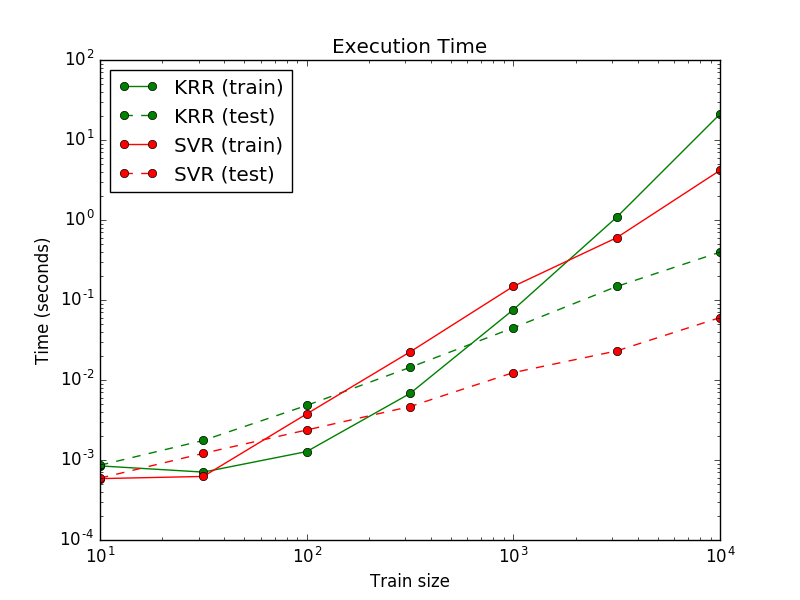 Execution Time
10^2
10^1
10^0
10^-1
10^-2
10^-3
10^-4
Time (seconds)
KRR (train)
KRR (test)
SVR (train)
SVR (test)
10^1 10^2 10^3 10^4
Train size